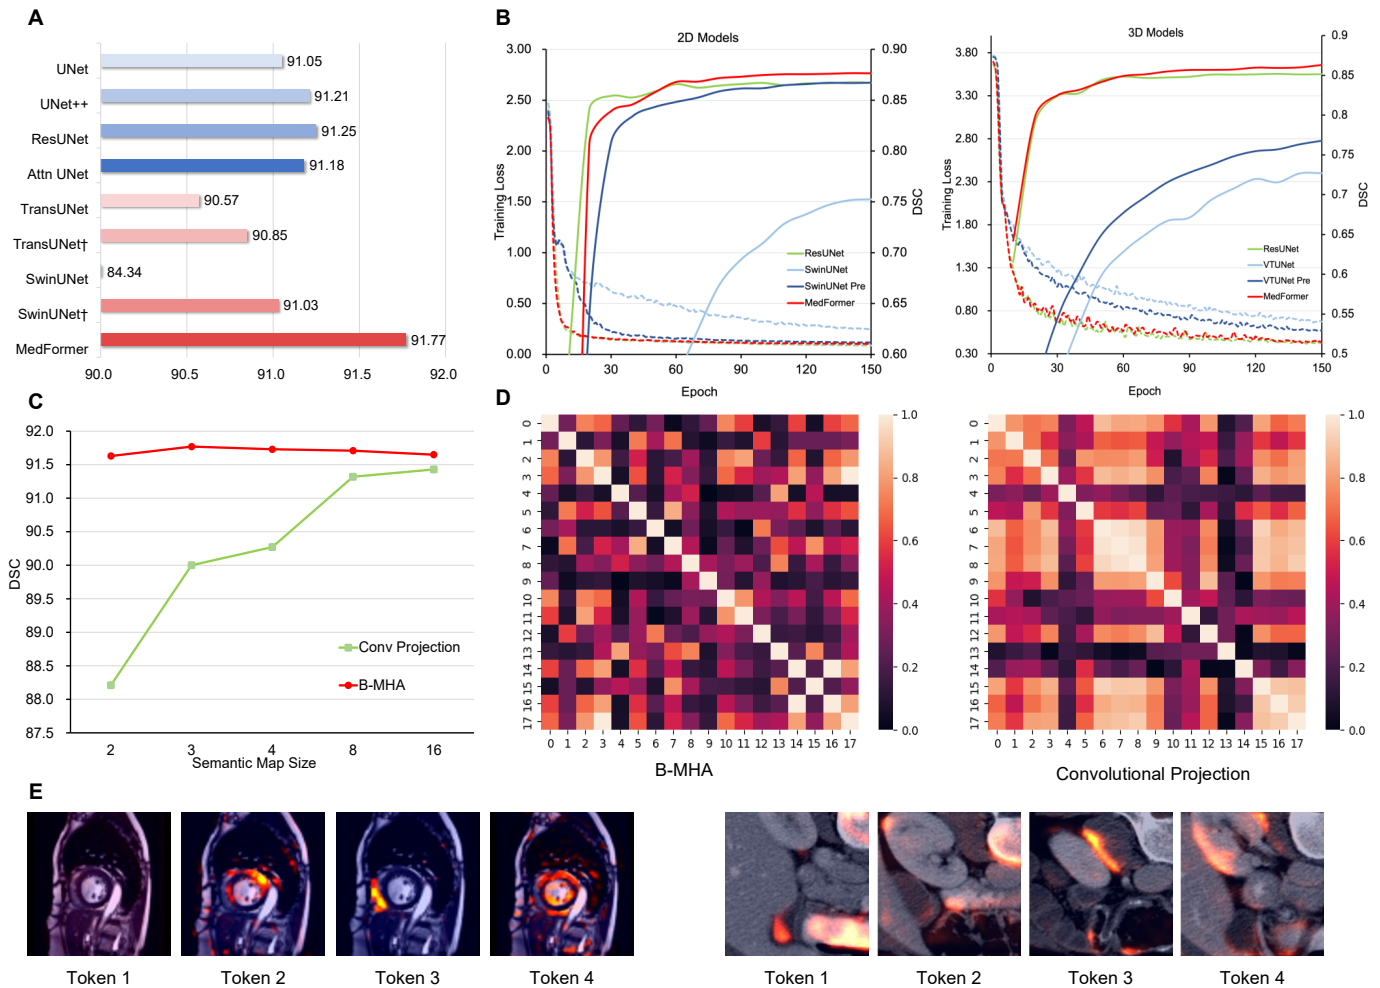 A
UNet
91.05
UNet++
91.21
ResUNet
91.25
Attn UNet
91.18
TransUNet
90.57
TransUNet†
90.85
SwinUNet
84.34
SwinUNet†
91.03
MedFormer
91.77
90.0 90.5 91.0 91.5 92.0
B
2D Models
Training Loss
3.00
2.50
2.00
1.50
1.00
0.50
0.00
0.90
0.85
0.80
0.75
0.70
0.65
0.60
DSC
ResUNet
SwinUNet
SwinUNet Pre
MedFormer
0 30 60 90 120 150
Epoch
3D Models
Training Loss
3.80
3.30
2.80
2.30
1.80
1.30
0.80
0.30
0.9
0.85
0.8
0.75
0.7
0.65
0.6
0.55
0.5
DSC
ResUNet
VTUNet
VTUNet Pre
MedFormer
0 30 60 90 120 150
Epoch
C
DSC
92.0
91.5
91.0
90.5
90.0
89.5
89.0
88.5
88.0
87.5
Conv Projection
B-MHA
2 3 4 8 16
Semantic Map Size
D
0
1
2
3
4
5
6
7
8
9
10
11
12
13
14
15
16
17
0 1 2 3 4 5 6 7 8 9 10 11 12 13 14 15 16 17
1.0
0.8
0.6
0.4
0.2
0.0
B-MHA
0
1
2
3
4
5
6
7
8
9
10
11
12
13
14
15
16
17
0 1 2 3 4 5 6 7 8 9 10 11 12 13 14 15 16 17
1.0
0.8
0.6
0.4
0.2
0.0
Convolutional Projection
E
Token 1 Token 2 Token 3 Token 4
Token 1 Token 2 Token 3 Token 4